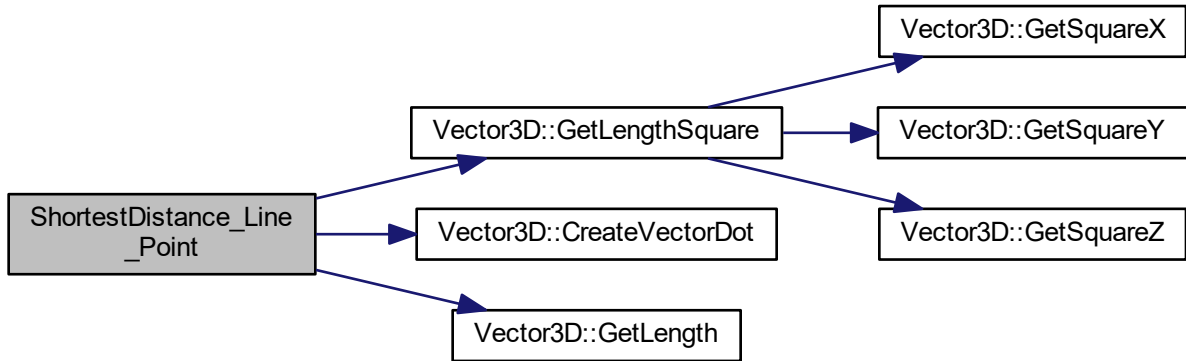 ShortestDistance_Line
_Point
Vector3D::GetLengthSquare
Vector3D::CreateVectorDot
Vector3D::GetLength
Vector3D::GetSquareX
Vector3D::GetSquareY
Vector3D::GetSquareZ